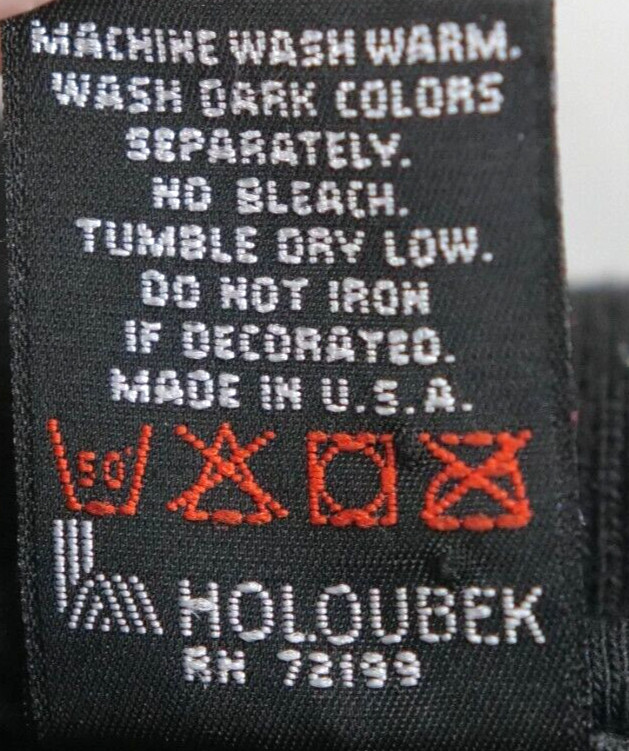 MACHINE WASH WARM.
WASH DARK COLORS
SEPARATELY.
NO BLEACH.
TUMBLE DRY LOW.
DO NOT IRON
IF DECORATED.
MADE IN U.S.A.
50°
HOLOUBEK
RN 72199